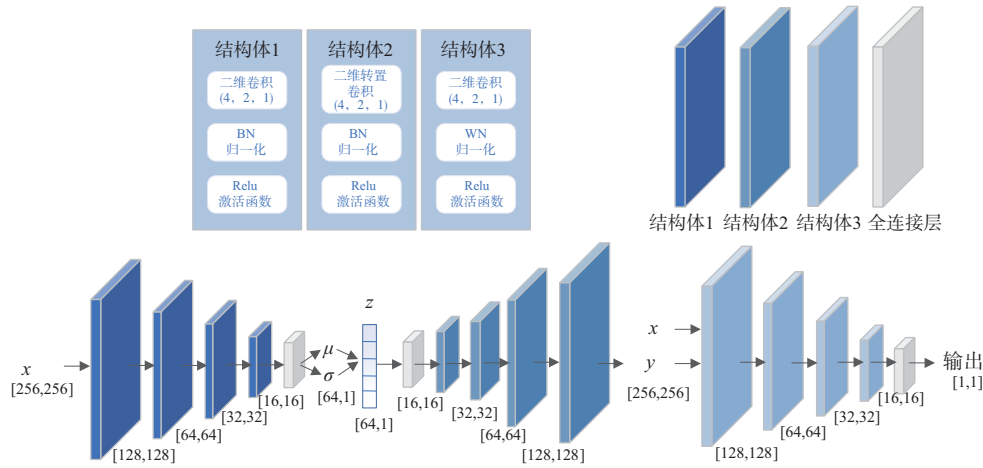 结构体1
二维卷积
(4，2，1)
BN
归一化
Relu
激活函数
结构体2
二维转置
卷积
(4，2，1)
BN
归一化
Relu
激活函数
结构体3
二维卷积
(4，2，1)
WN
归一化
Relu
激活函数
结构体1
结构体2
结构体3
全连接层
x
[256,256]
[128,128]
[64,64]
[32,32]
[16,16]
μ
σ
[64,1]
z
[64,1]
[16,16]
[32,32]
[64,64]
[128,128]
x
y
[256,256]
[128,128]
[64,64]
[32,32]
[16,16]
输出
[1,1]